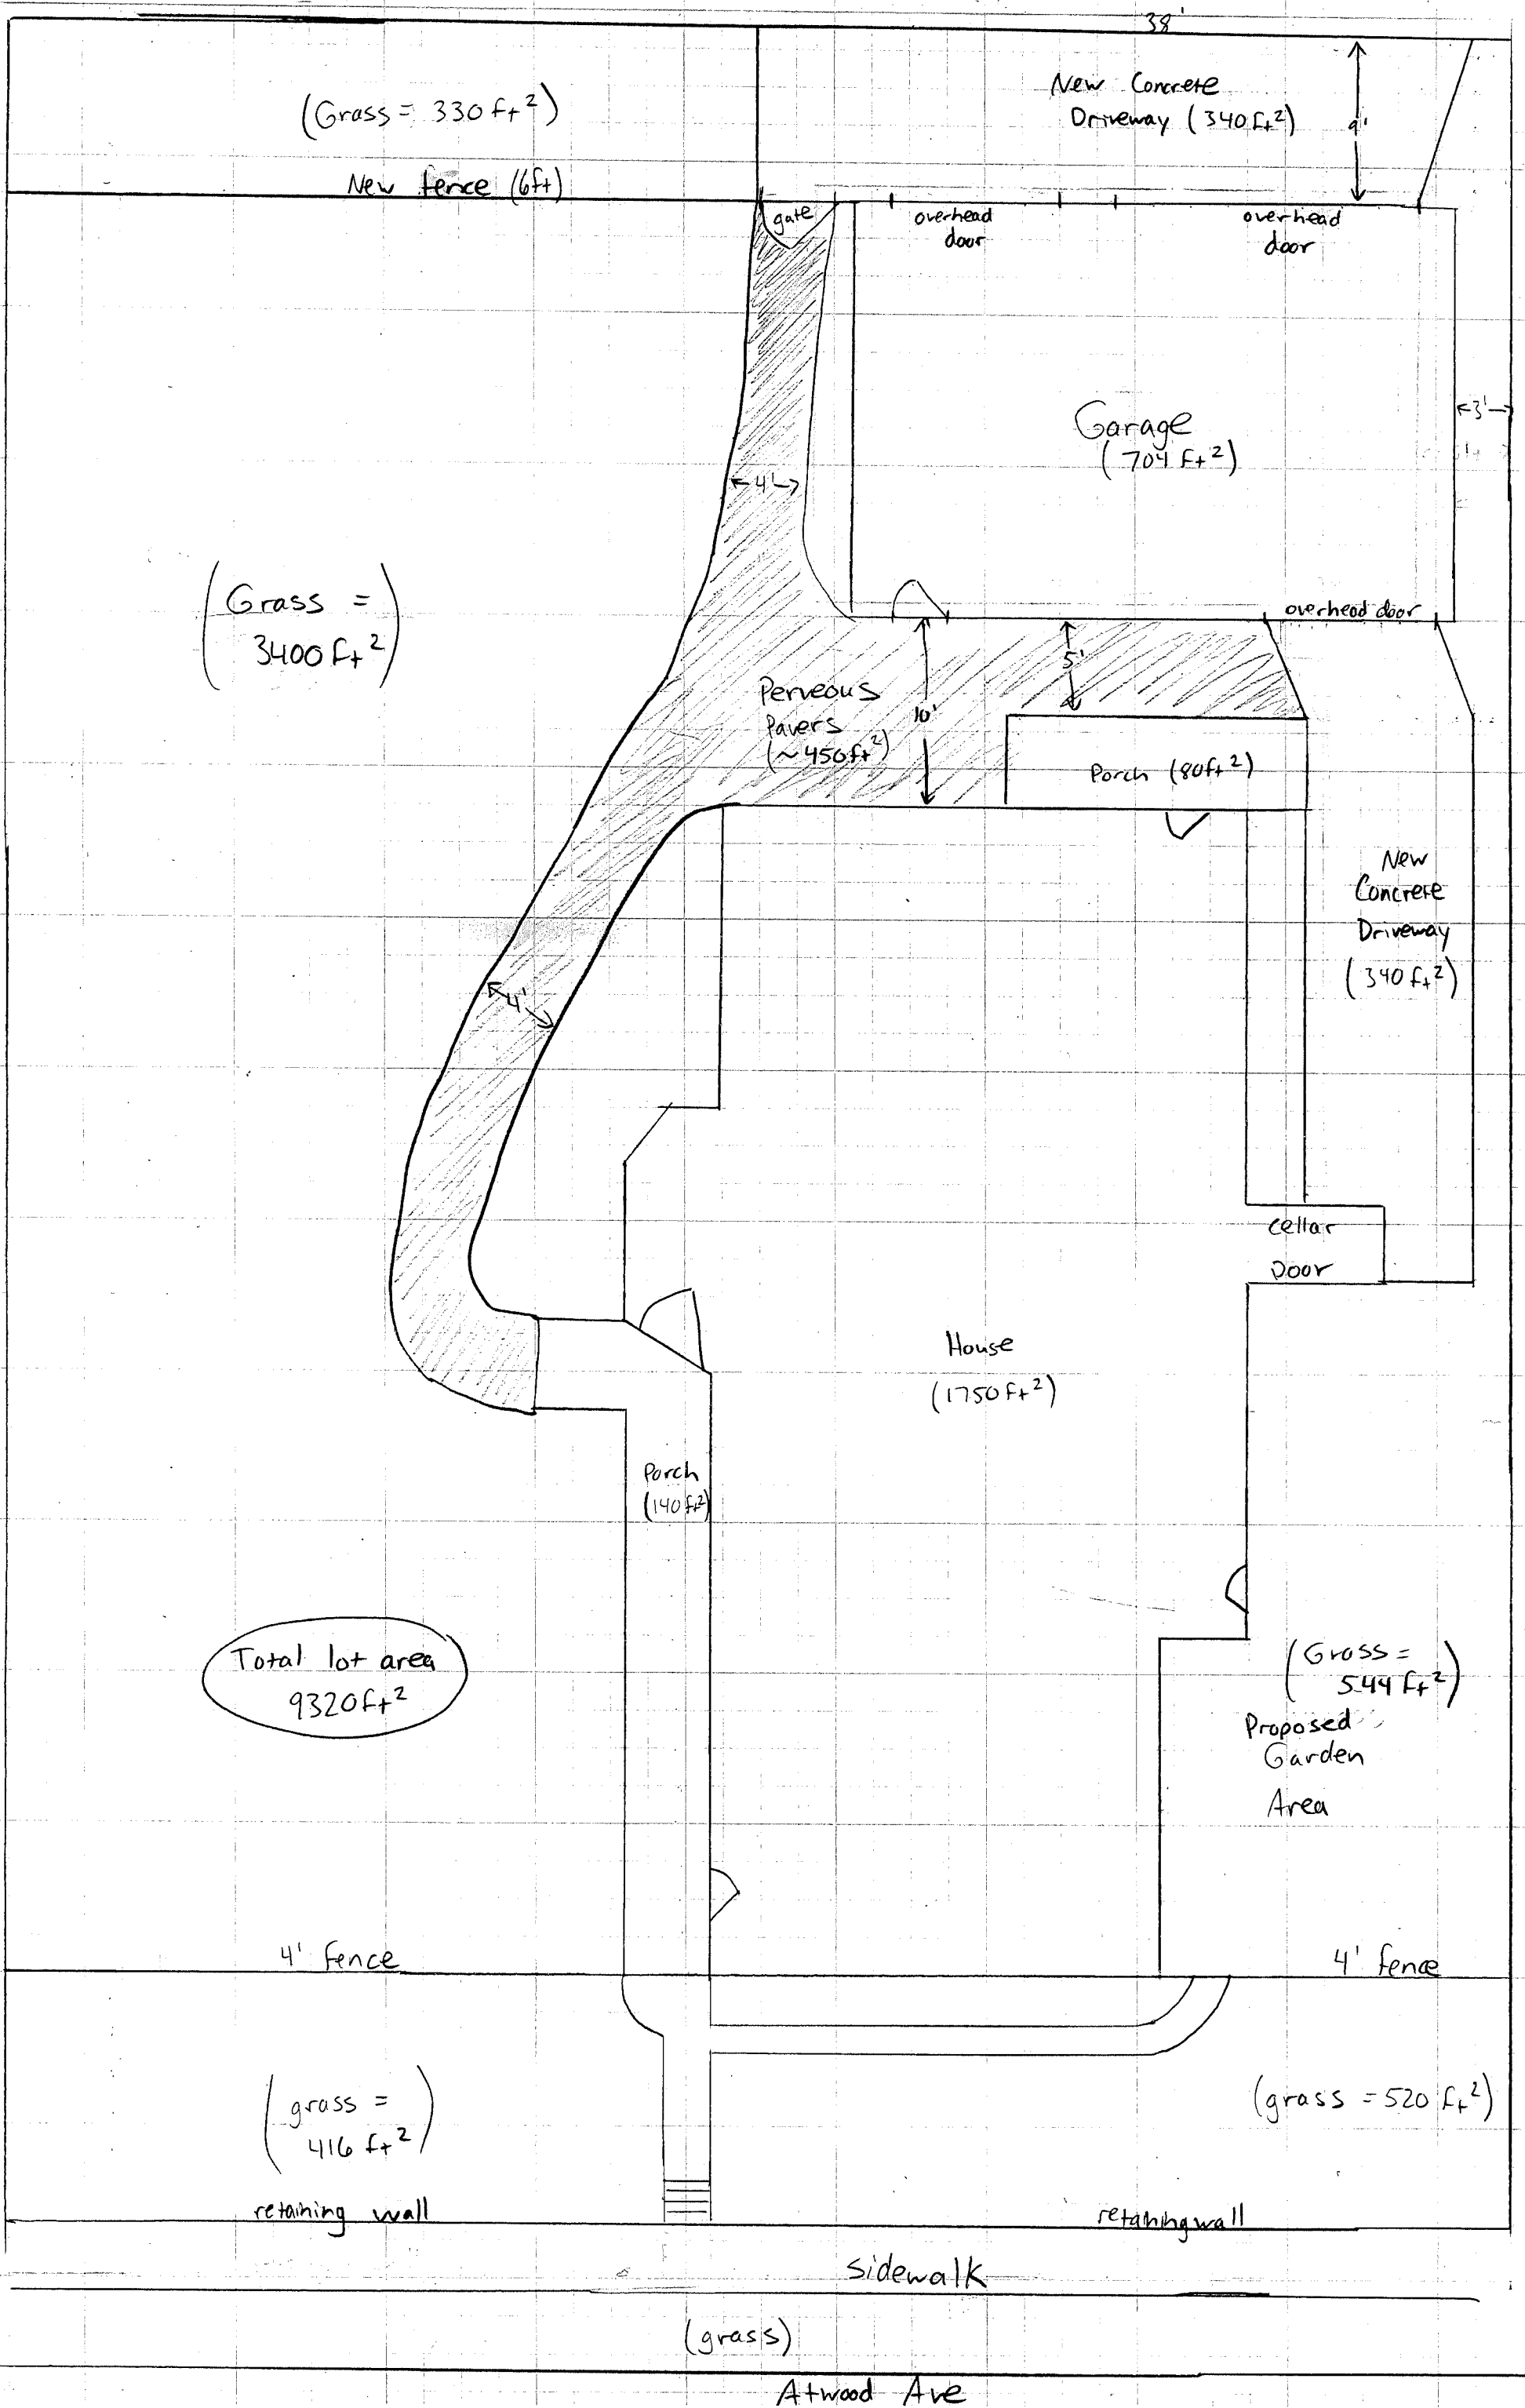 38'
(Grass = 330 ft²)
New Concrete
Driveway (340 ft²)
9'
New fence (6ft)
gate
overhead
door
overhead
door
Garage
(704 ft²)
3'
4'
(Grass =
3400 ft²)
overhead door
5'
Perveous
Pavers
(~450ft²)
10'
Porch (80ft²)
New
Concrete
Driveway
(340 ft²)
4'
Cellar
Door
House
(1750 ft²)
Porch
(140 ft²)
Total lot area
9320 ft²
(Grass =
544 ft²)
Proposed
Garden
Area
4' fence
4' fence
(grass =
416 ft²)
(grass = 520 ft²)
retaining wall
retaining wall
Sidewalk
(grass)
Atwood Ave